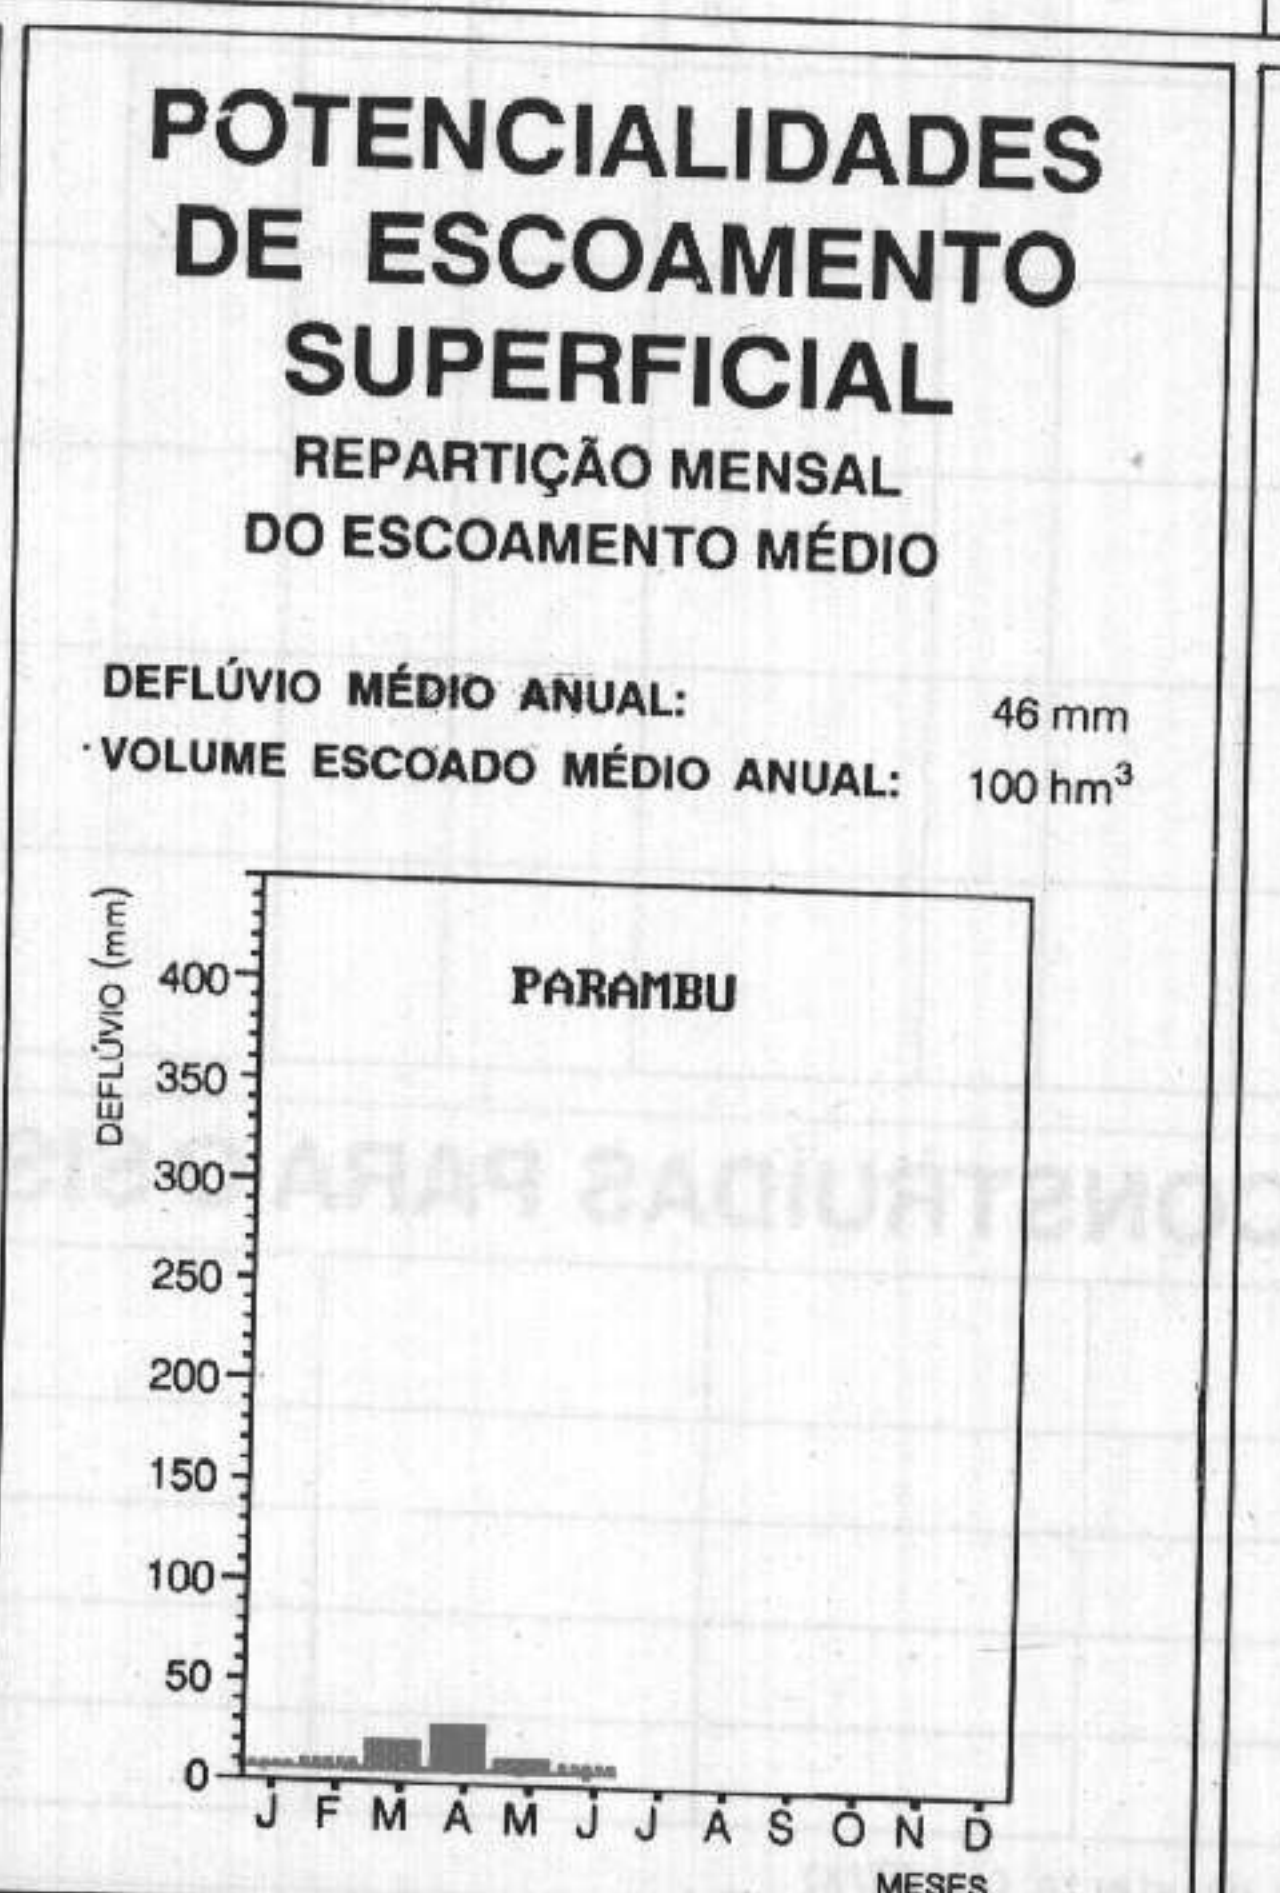 POTENCIALIDADES
DE ESCOAMENTO
SUPERFICIAL
REPARTIÇÃO MENSAL
DO ESCOAMENTO MÉDIO
DEFLÚVIO MÉDIO ANUAL: 46 mm
VOLUME ESCOADO MÉDIO ANUAL: 100 hm³
DEFLÚVIO (mm)
PARAMBU
400
350
300
250
200
150
100
50
0
J F M A M J J A S O N D
MESES